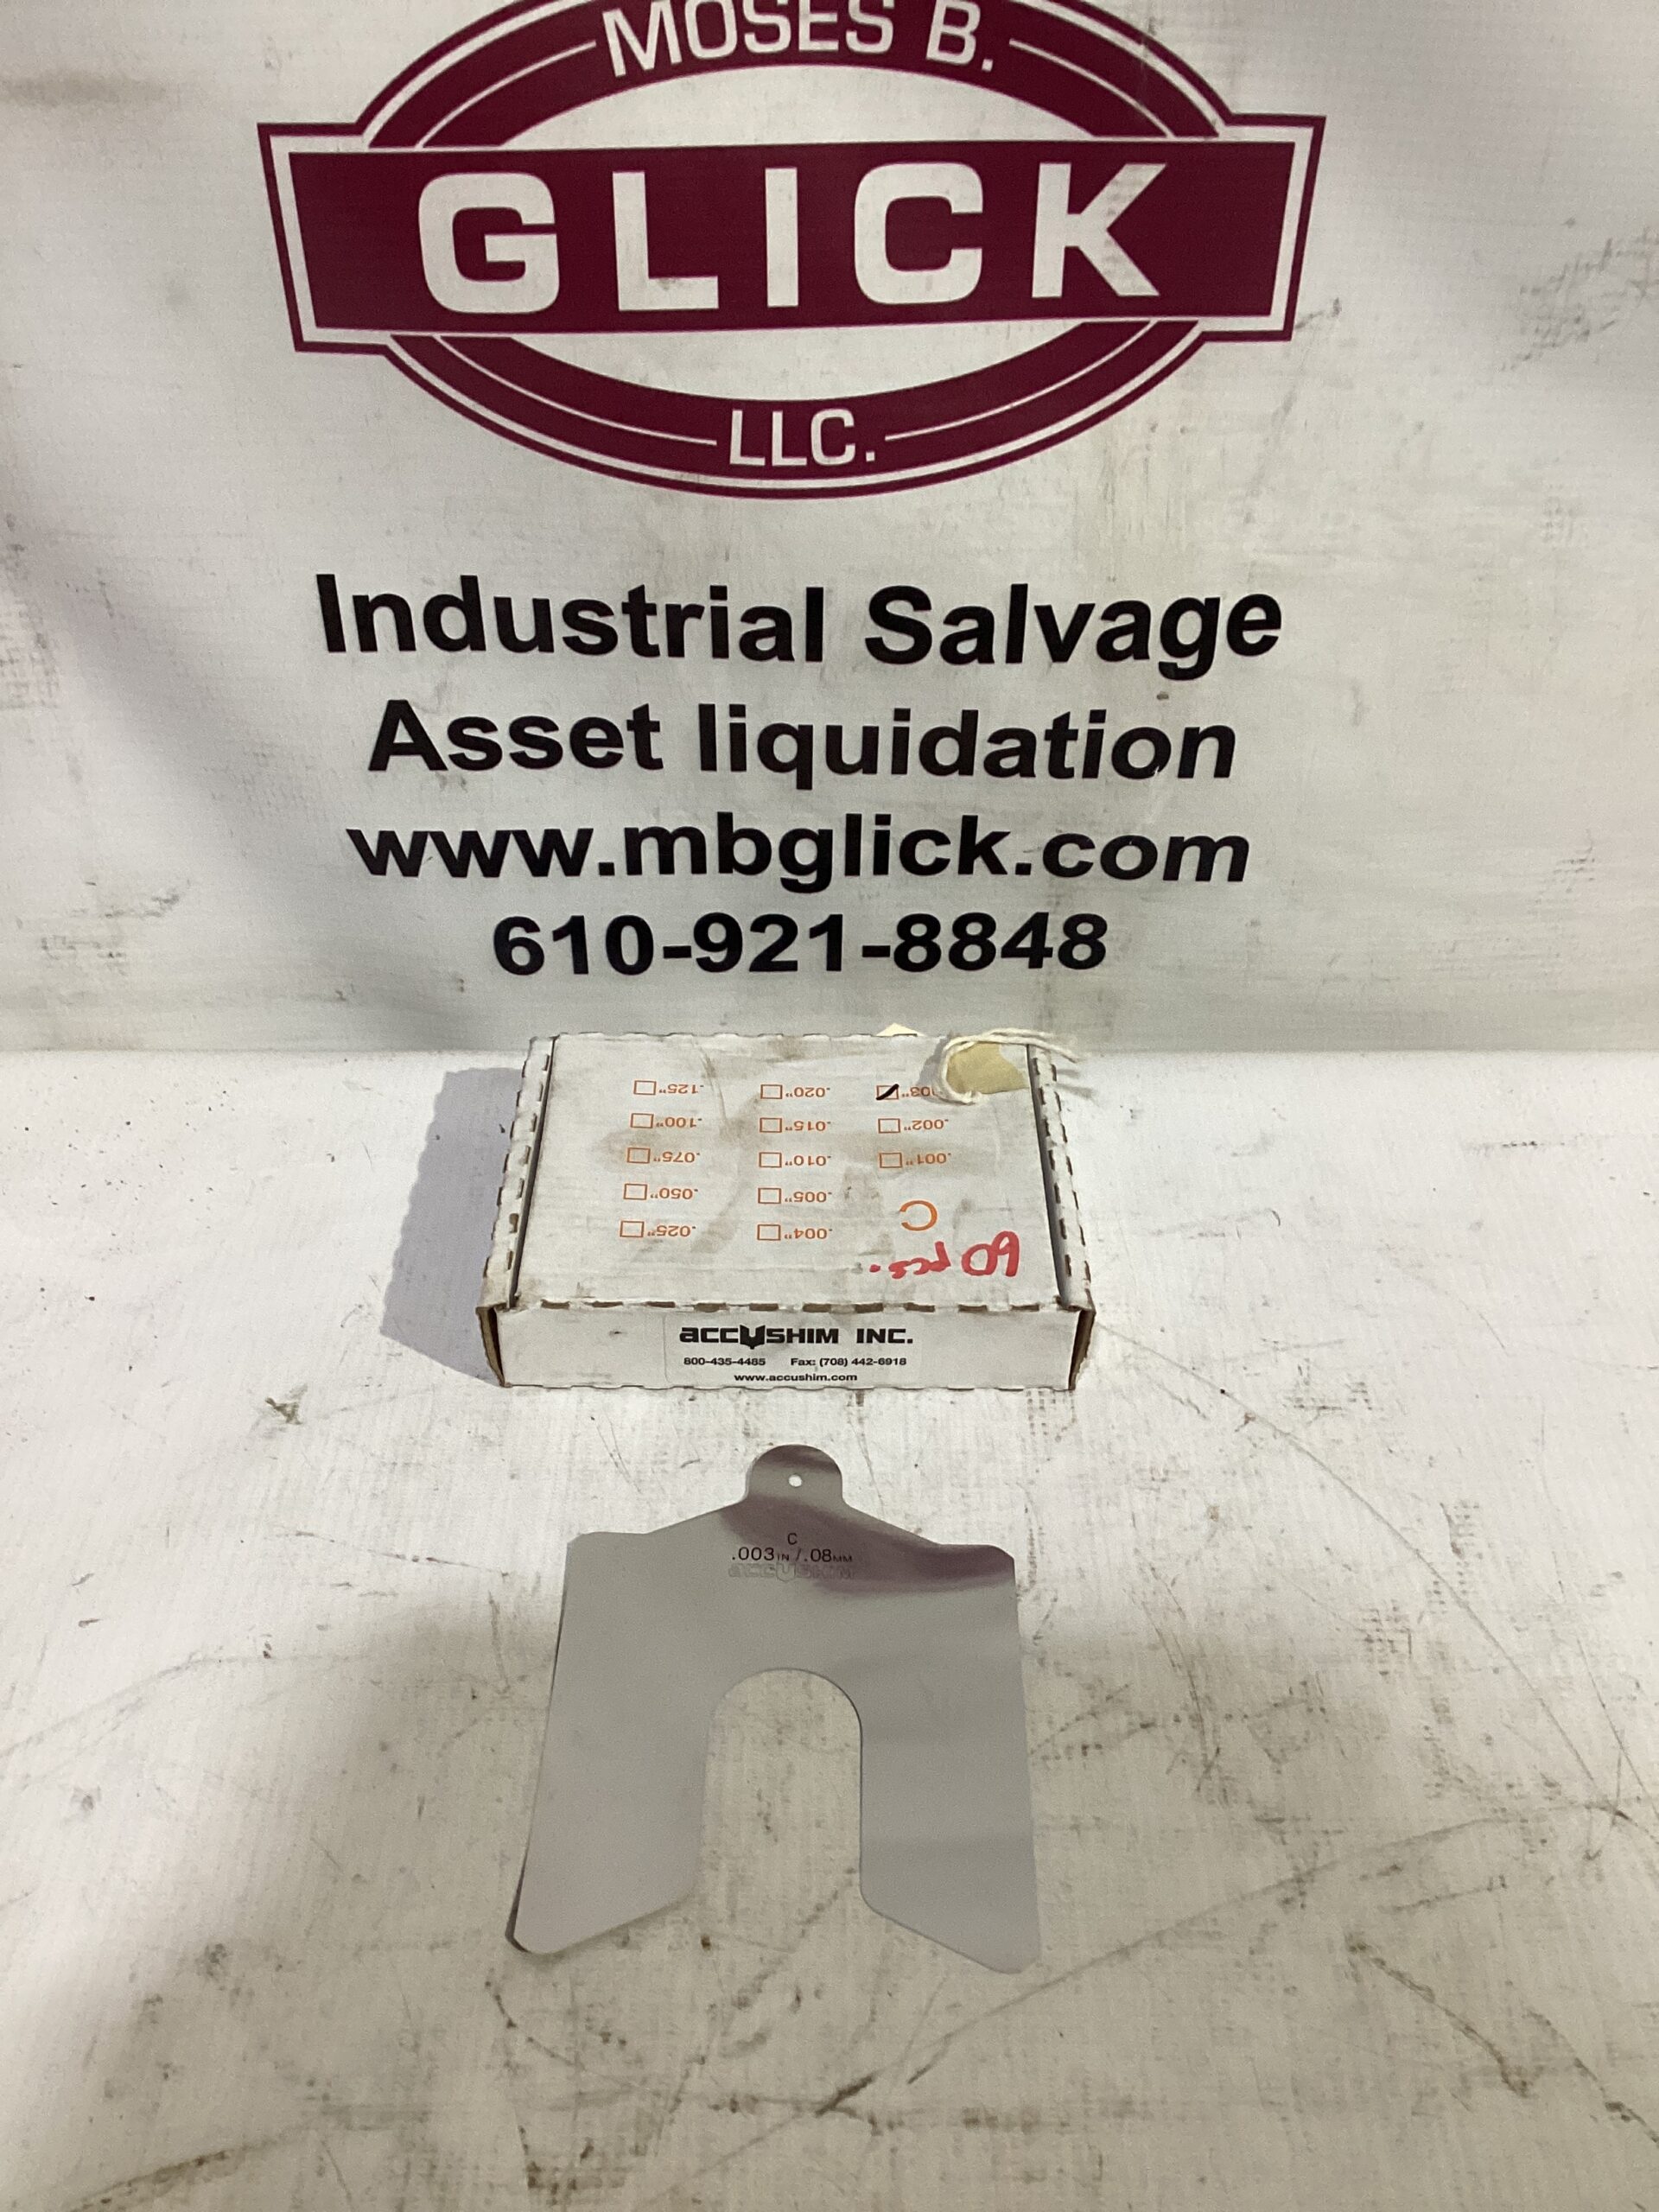 MOSES B.
GLICK
LLC.
Industrial Salvage
Asset liquidation
www.mbglick.com
610-921-8848
60 pcs.
C
.001"
.002"
.003"
.004"
.005"
.010"
.015"
.020"
.025"
.050"
.075"
.100"
.125"
ACCUSHIM INC.
800-435-4485 Fax: (708) 442-6918
www.accushim.com
C
.003IN/.08MM
ACCUSHIM